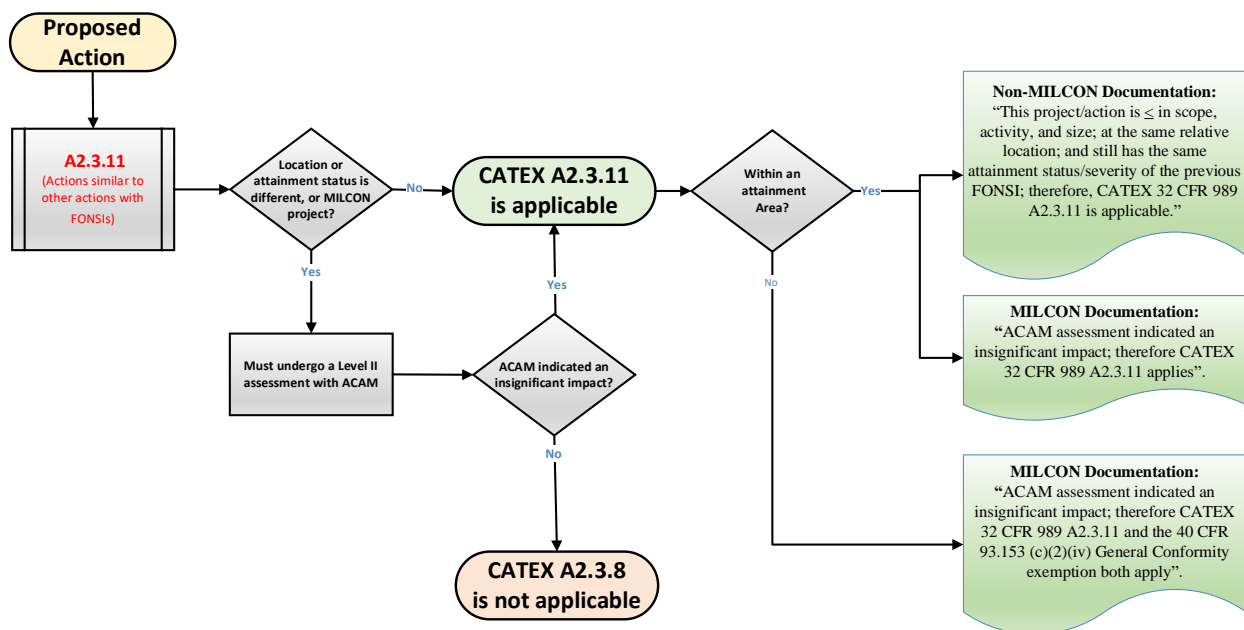 Proposed
Action
A2.3.11
(Actions similar to
other actions with
FONSIs)
Location or
attainment status is
different, or MILCON
project?
No
Yes
CATEX A2.3.11
is applicable
Within an
attainment
Area?
Yes
No
Non-MILCON Documentation:
“This project/action is ≤ in scope,
activity, and size; at the same relative
location; and still has the same
attainment status/severity of the previous
FONSI; therefore, CATEX 32 CFR 989
A2.3.11 is applicable.”
Must undergo a Level II
assessment with ACAM
ACAM indicated an
insignificant impact?
Yes
No
MILCON Documentation:
“ACAM assessment indicated an
insignificant impact; therefore CATEX
32 CFR 989 A2.3.11 applies”.
CATEX A2.3.8
is not applicable
MILCON Documentation:
“ACAM assessment indicated an
insignificant impact; therefore CATEX
32 CFR 989 A2.3.11 and the 40 CFR
93.153 (c)(2)(iv) General Conformity
exemption both apply”.